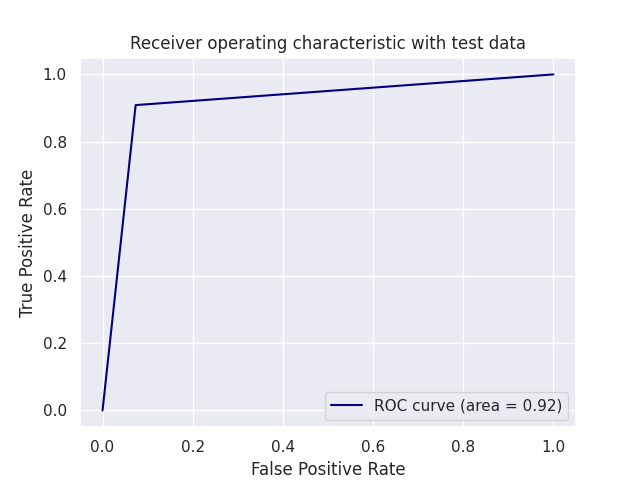 Receiver operating characteristic with test data
1.0
0.8
0.6
0.4
0.2
0.0
True Positive Rate
ROC curve (area = 0.92)
0.0 0.2 0.4 0.6 0.8 1.0
False Positive Rate